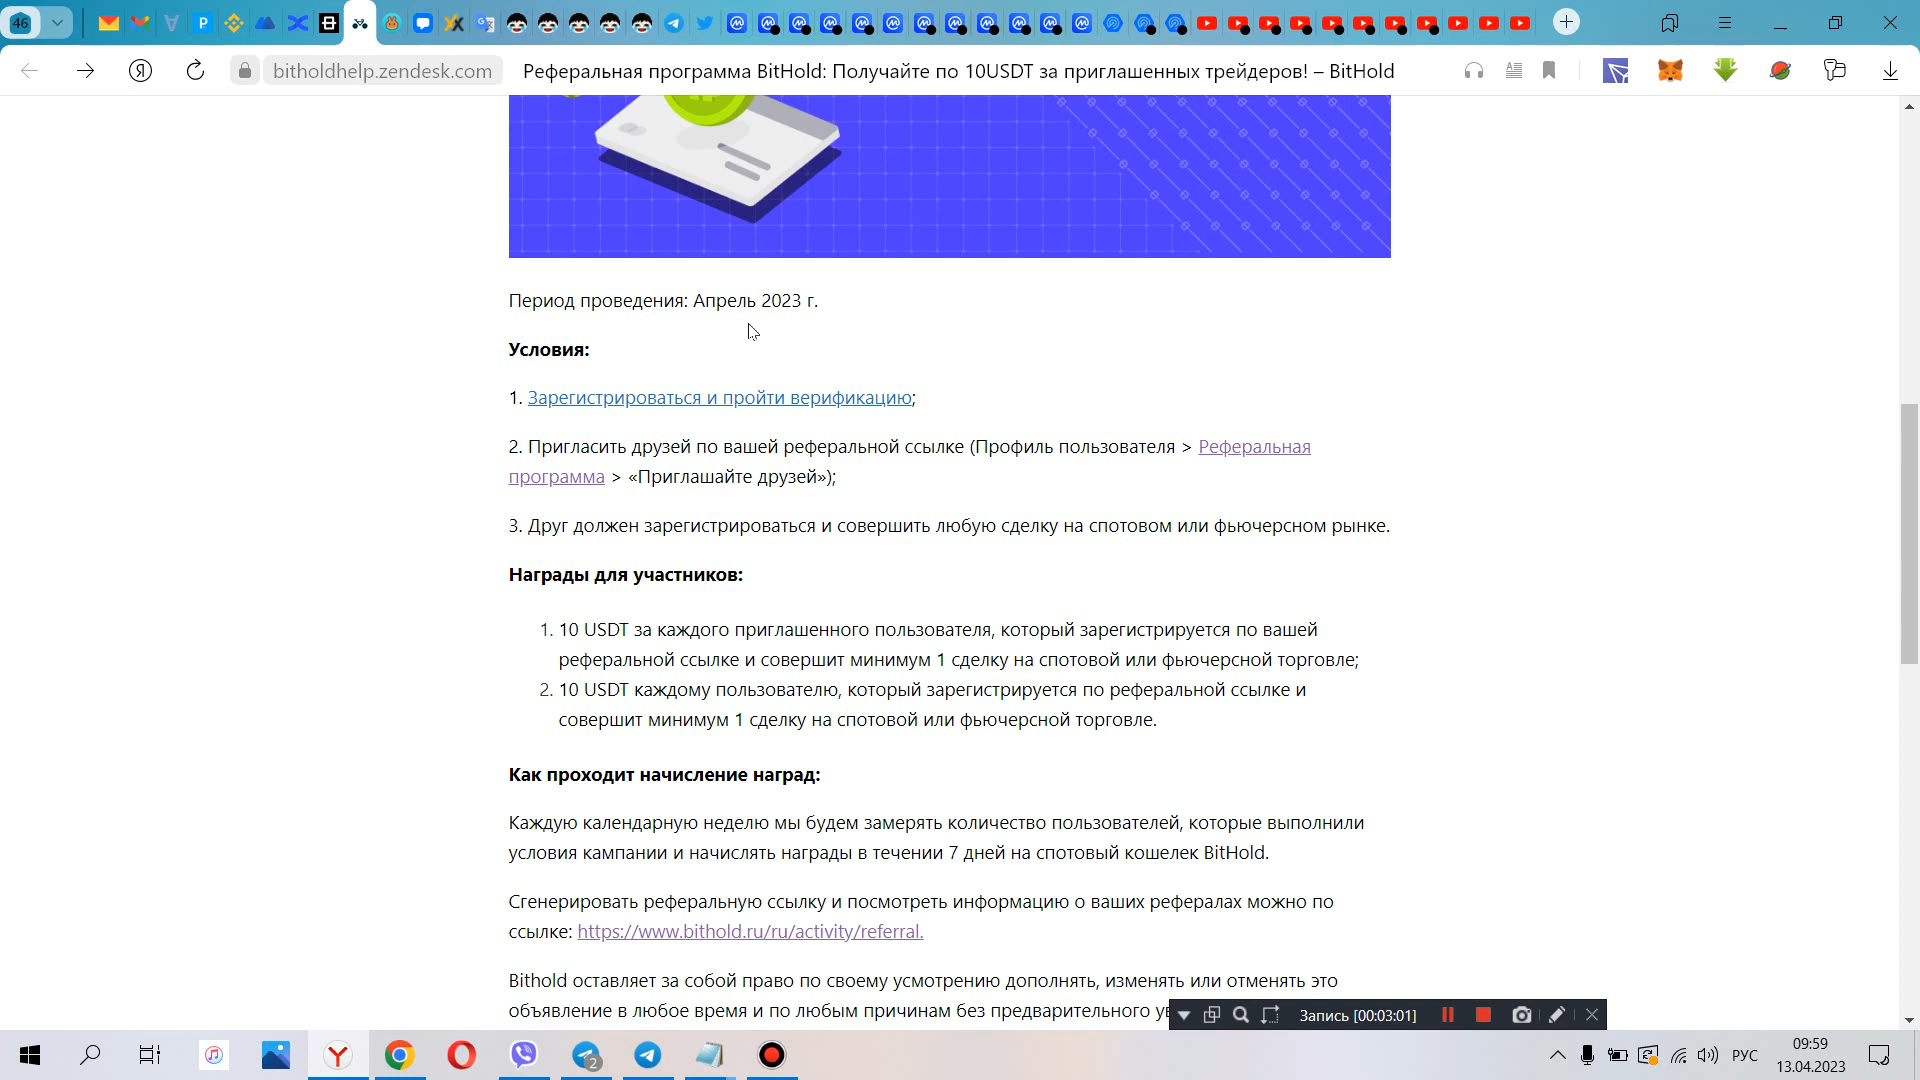 46
bitholdhelp.zendesk.com
Реферальная программа BitHold: Получайте по 10USDT за приглашенных трейдеров! – BitHold
Период проведения: Апрель 2023 г.
Условия:
1. Зарегистрироваться и пройти верификацию;
2. Пригласить друзей по вашей реферальной ссылке (Профиль пользователя > Реферальная
программа > «Приглашайте друзей»);
3. Друг должен зарегистрироваться и совершить любую сделку на спотовом или фьючерсном рынке.
Награды для участников:
1. 10 USDT за каждого приглашенного пользователя, который зарегистрируется по вашей
реферальной ссылке и совершит минимум 1 сделку на спотовой или фьючерсной торговле;
2. 10 USDT каждому пользователю, который зарегистрируется по реферальной ссылке и
совершит минимум 1 сделку на спотовой или фьючерсной торговле.
Как проходит начисление наград:
Каждую календарную неделю мы будем замерять количество пользователей, которые выполнили
условия кампании и начислять награды в течении 7 дней на спотовый кошелек BitHold.
Сгенерировать реферальную ссылку и посмотреть информацию о ваших рефералах можно по
ссылке: https://www.bithold.ru/ru/activity/referral.
Bithold оставляет за собой право по своему усмотрению дополнять, изменять или отменять это
объявление в любое время и по любым причинам без предварительного ув
Запись [00:03:01]
2
РУС
09:59
13.04.2023